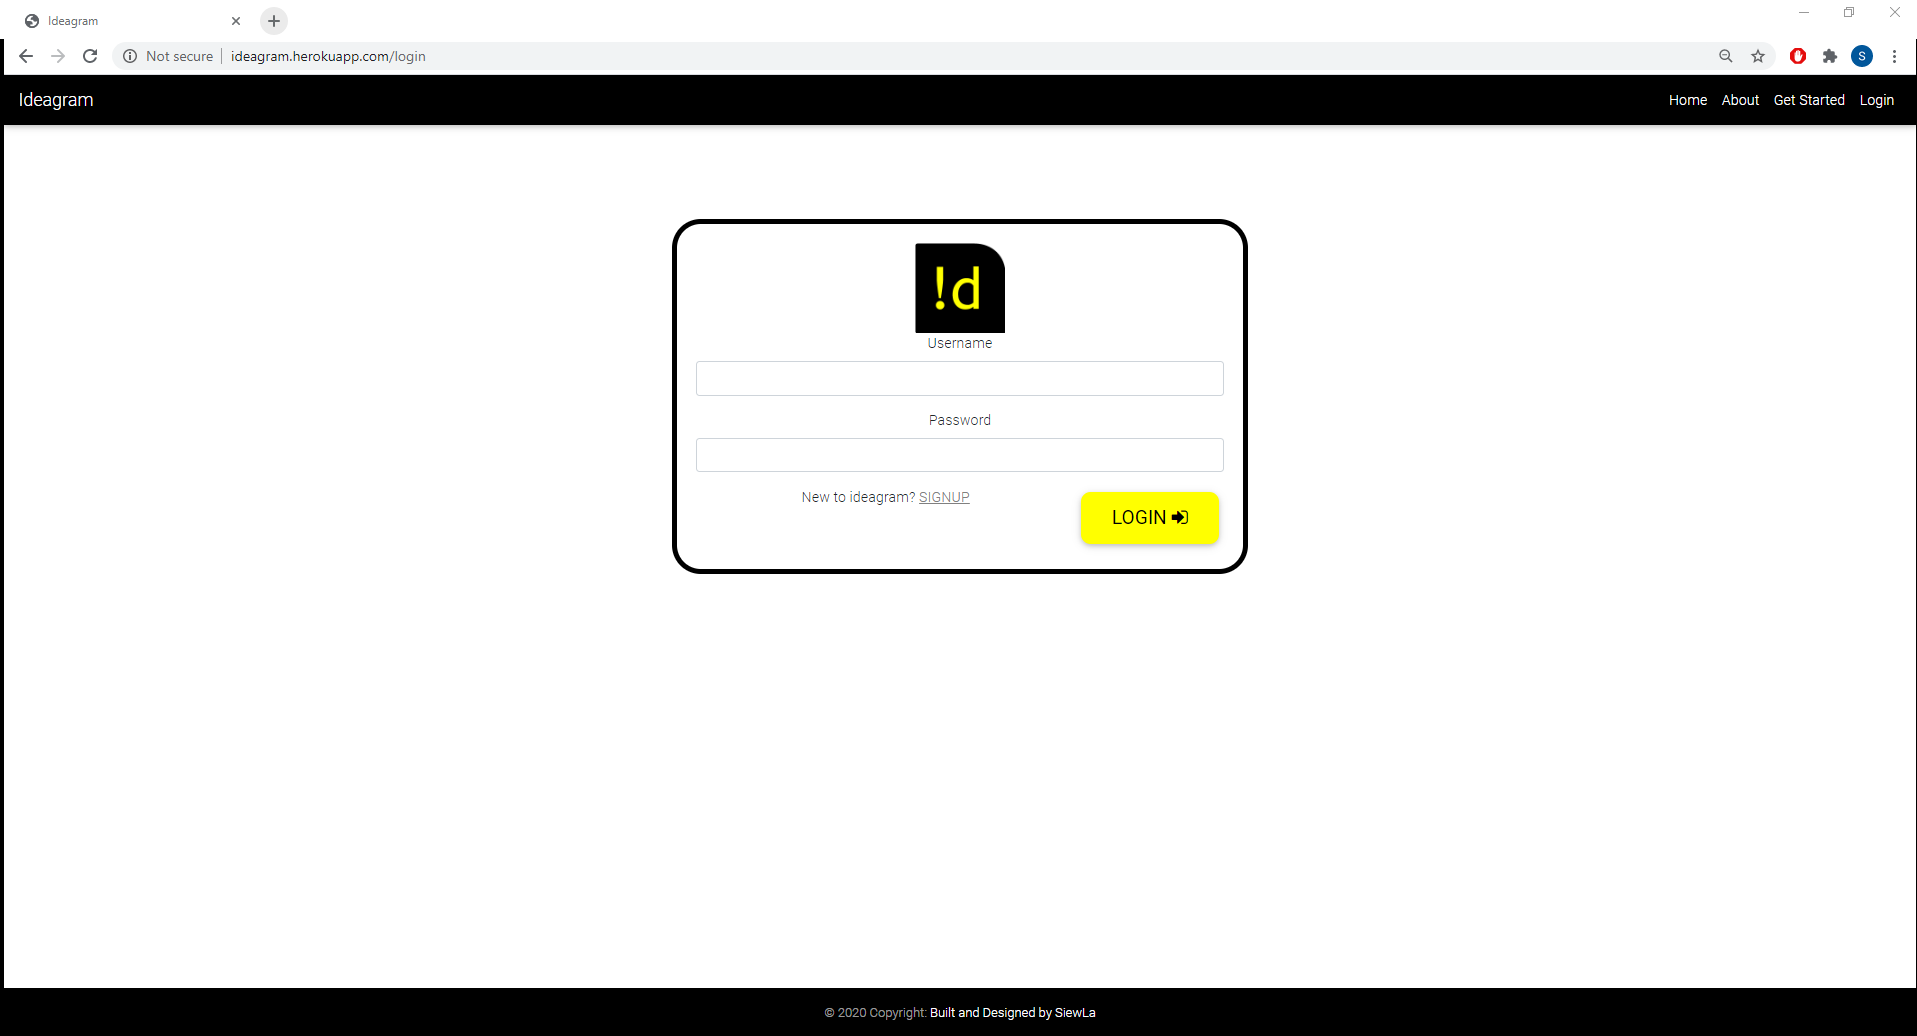 Ideagram
Not secure | ideagram.herokuapp.com/login
S
Ideagram
Home About Get Started Login
!d
Username
Password
New to ideagram? SIGNUP
LOGIN
© 2020 Copyright: Built and Designed by SiewLa